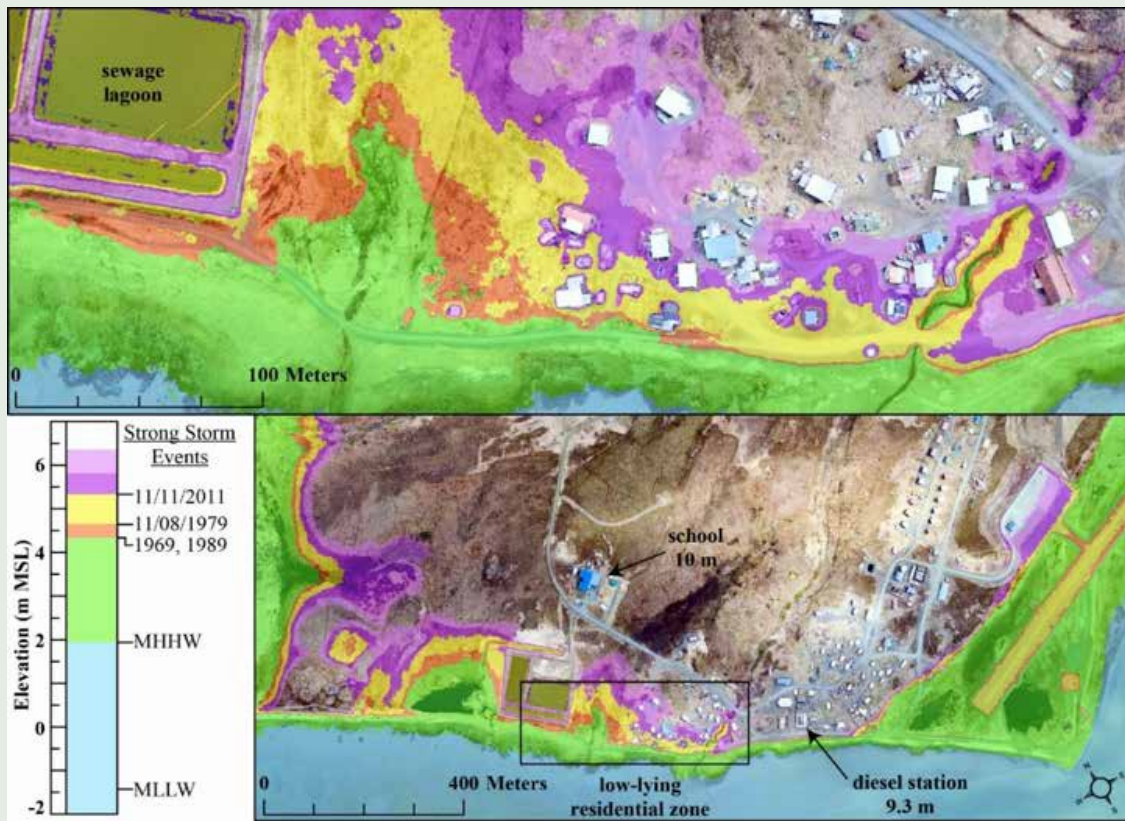 sewage
lagoon
0
100 Meters
Strong Storm
Events
6
11/11/2011
11/08/1979
4
1969, 1989
2
MHHW
0
MLLW
-2
Elevation (m MSL)
school
10 m
0
400 Meters
low-lying
residential zone
diesel station
9.3 m